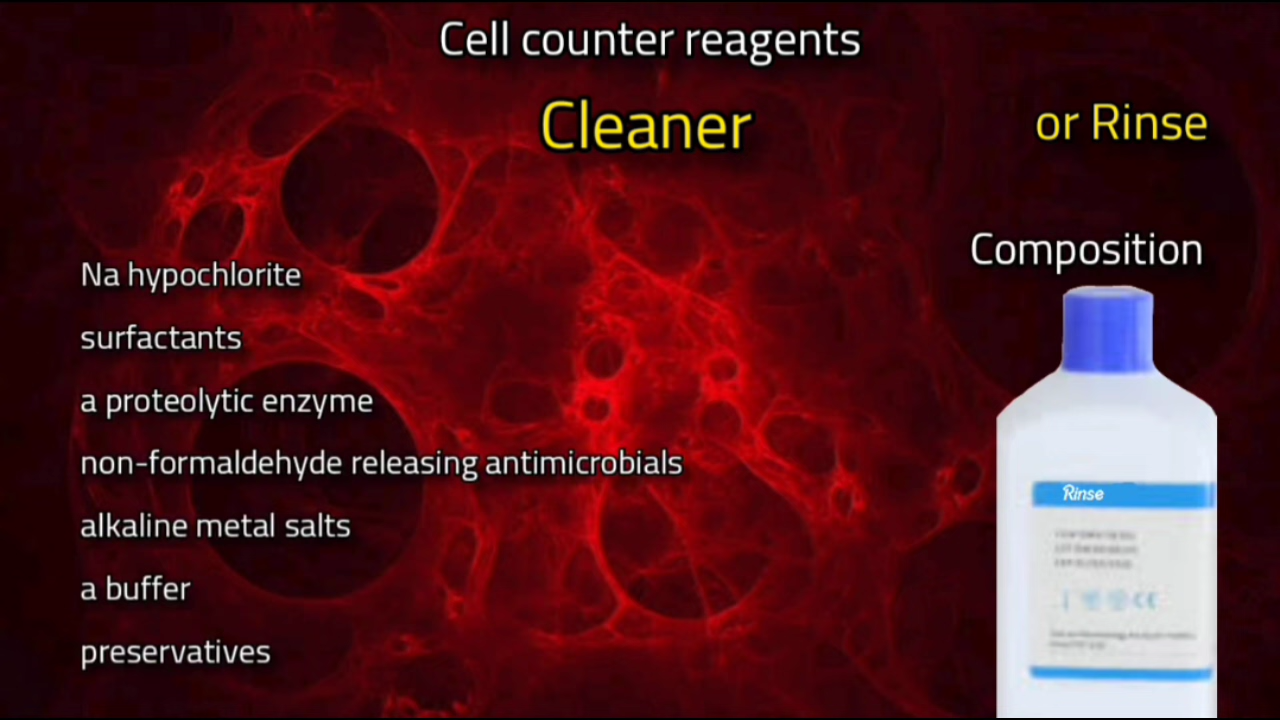 Cell counter reagents
Cleaner
or Rinse
Composition
Na hypochlorite
surfactants
a proteolytic enzyme
non-formaldehyde releasing antimicrobials
alkaline metal salts
a buffer
preservatives
Rinse